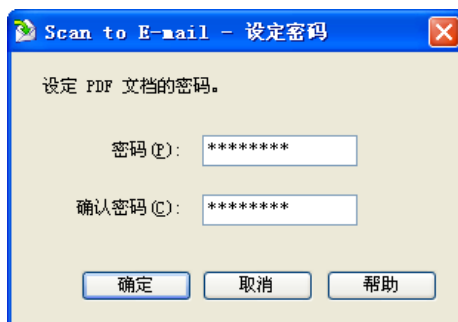 Scan to E-mail - 设定密码
设定 PDF 文档的密码。
密码(P): ********
确认密码(C): ********
确定 取消 帮助